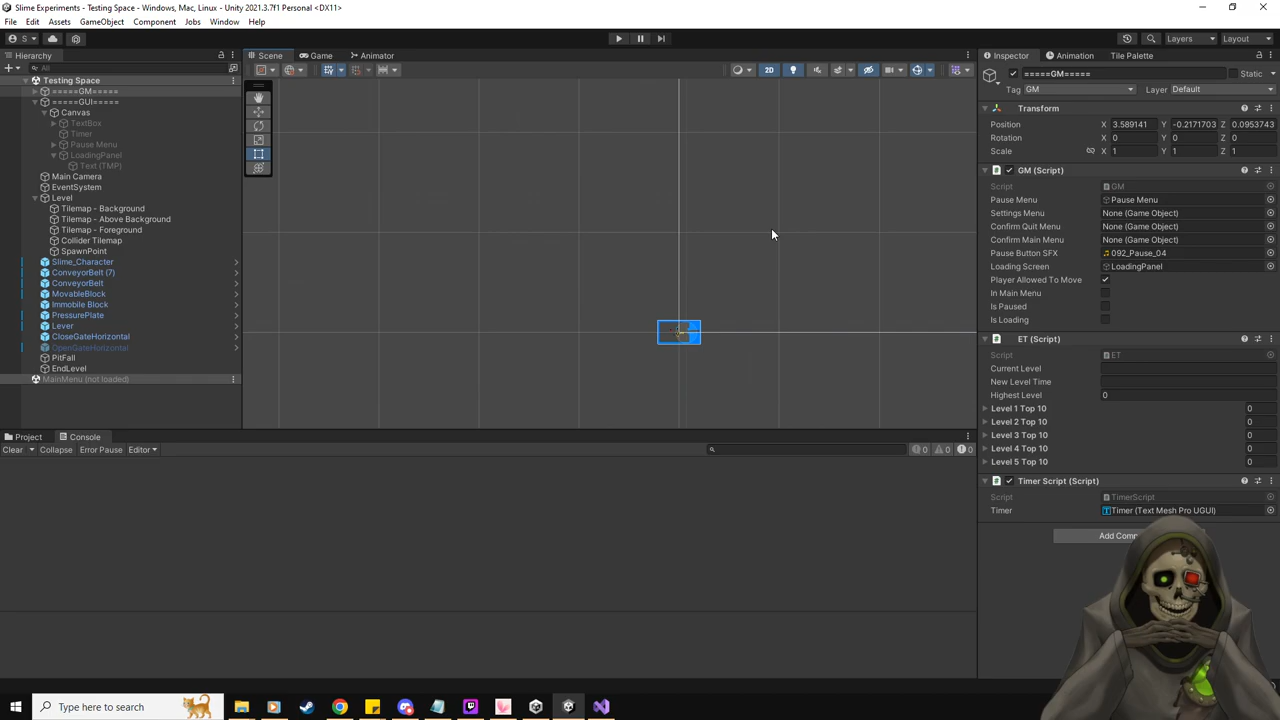 Slime Experiments - Testing Space - Windows, Mac, Linux - Unity 2021.3.7f1 Personal <DX11>
File Edit Assets GameObject Component Jobs Window Help
S
Layers Layout
Hierarchy
All
Testing Space
=====GM=====
=====GUI=====
Canvas
TextBox
Timer
Pause Menu
LoadingPanel
Text (TMP)
Main Camera
EventSystem
Level
Tilemap - Background
Tilemap - Above Background
Tilemap - Foreground
Collider Tilemap
SpawnPoint
Slime_Character
ConveyorBelt (7)
ConveyorBelt
MovableBlock
Immobile Block
PressurePlate
Lever
CloseGateHorizontal
OpenGateHorizontal
PitFall
EndLevel
MainMenu (not loaded)
Scene Game Animator
2D
Project Console
Clear Collapse Error Pause Editor
0 0 0
Inspector Animation Tile Palette
=====GM===== Static
Tag GM Layer Default
Transform
Position X 3.589141 Y -0.2171703 Z 0.0953743
Rotation X 0 Y 0 Z 0
Scale X 1 Y 1 Z 1
GM (Script)
Script GM
Pause Menu Pause Menu
Settings Menu None (Game Object)
Confirm Quit Menu None (Game Object)
Confirm Main Menu None (Game Object)
Pause Button SFX 092_Pause_04
Loading Screen LoadingPanel
Player Allowed To Move
In Main Menu
Is Paused
Is Loading
ET (Script)
Script ET
Current Level
New Level Time
Highest Level 0
Level 1 Top 10 0
Level 2 Top 10 0
Level 3 Top 10 0
Level 4 Top 10 0
Level 5 Top 10 0
Timer Script (Script)
Script TimerScript
Timer Timer (Text Mesh Pro UGUI)
Add Comp
Type here to search